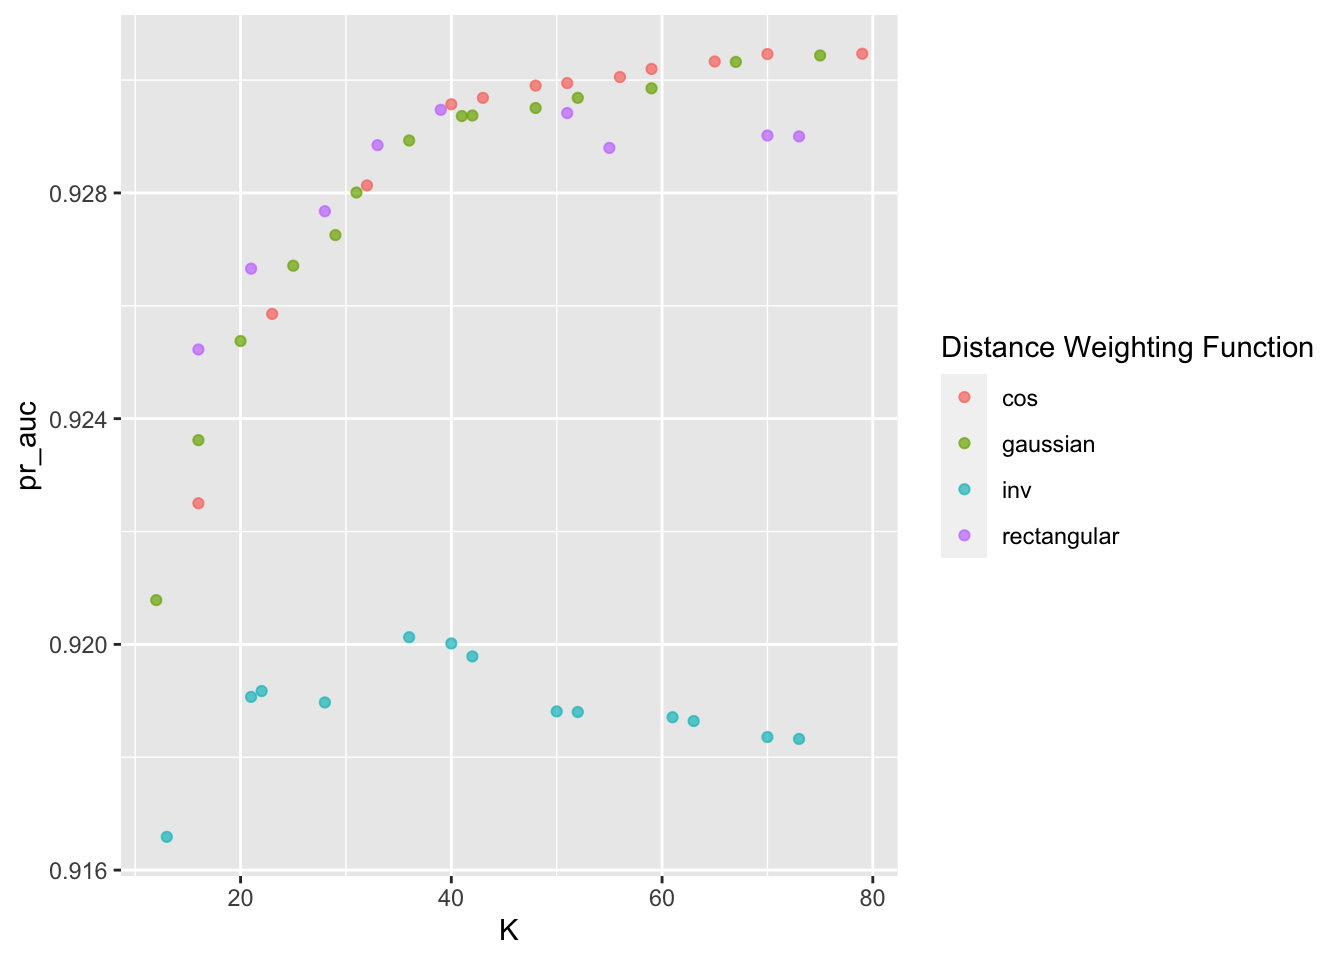 0.928
0.924
0.920
0.916
pr_auc
20 40 60 80
K
Distance Weighting Function
cos
gaussian
inv
rectangular